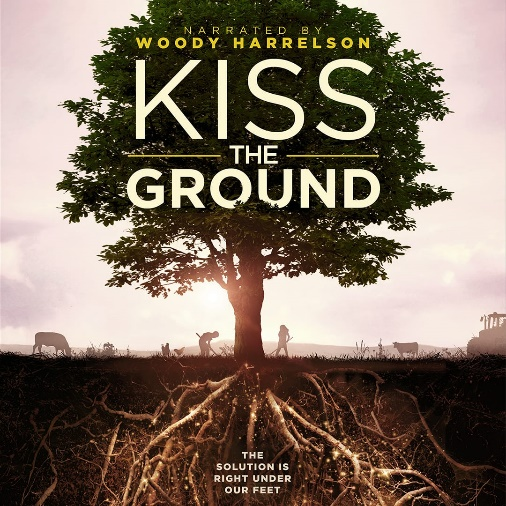 NARRATED BY
WOODY HARRELSON
KISS
THE
GROUND
THE
SOLUTION IS
RIGHT UNDER
OUR FEET